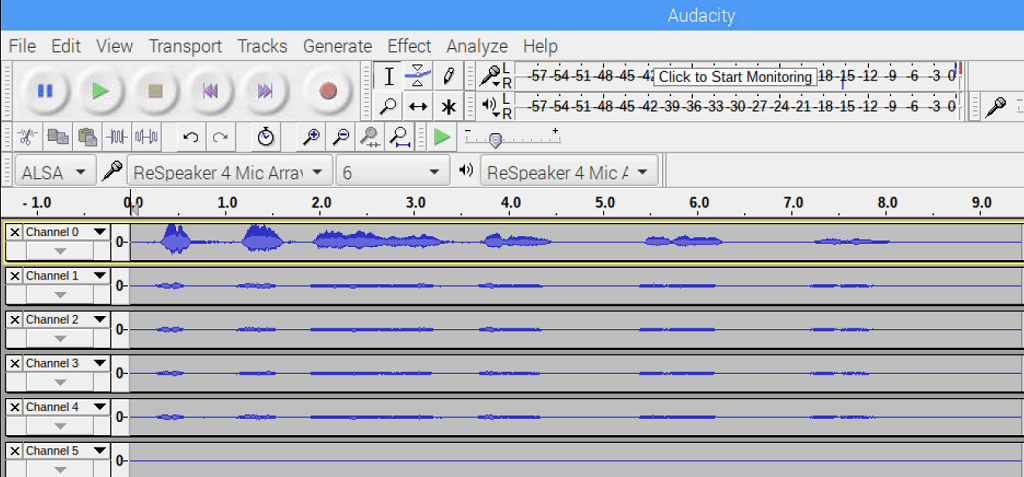 Audacity
File Edit View Transport Tracks Generate Effect Analyze Help
L R -57 -54 -51 -48 -45 -42 Click to Start Monitoring 18 -15 -12 -9 -6 -3 0
L R -57 -54 -51 -48 -45 -42 -39 -36 -33 -30 -27 -24 -21 -18 -15 -12 -9 -6 -3 0
- +
ALSA ReSpeaker 4 Mic Array 6 ReSpeaker 4 Mic A
- 1.0 0.0 1.0 2.0 3.0 4.0 5.0 6.0 7.0 8.0 9.0
X Channel 0 0-
X Channel 1 0-
X Channel 2 0-
X Channel 3 0-
X Channel 4 0-
X Channel 5 0-